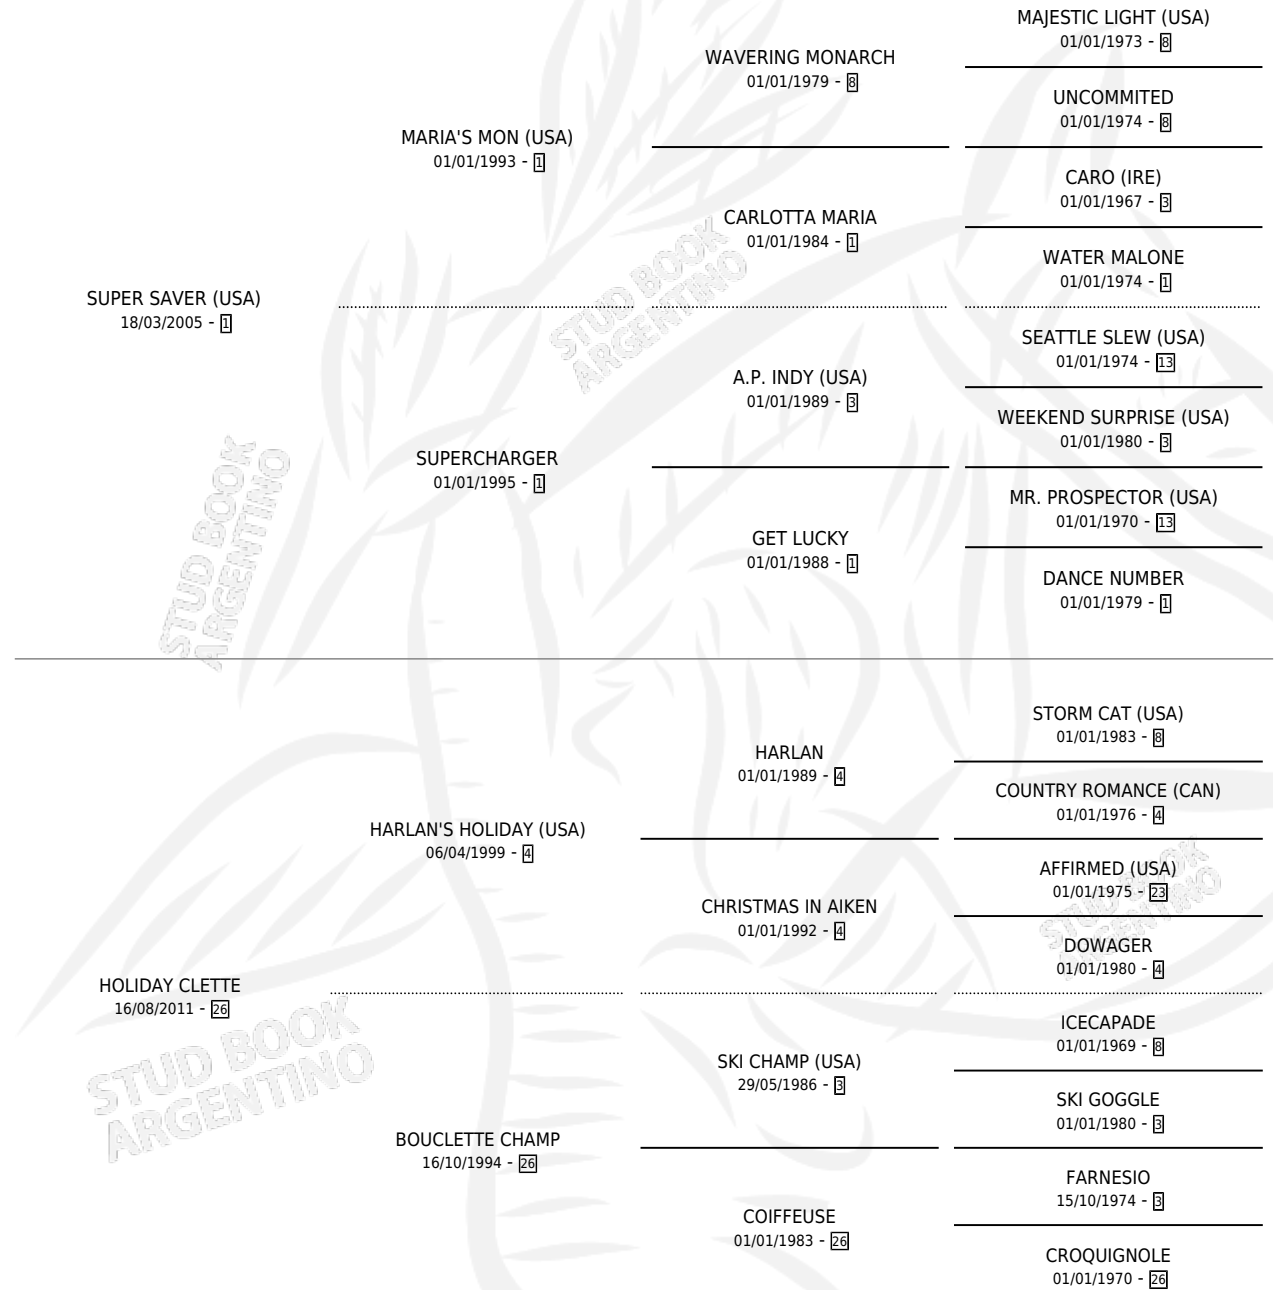 MAJESTIC LIGHT (USA)
01/01/1973 - 8
WAVERING MONARCH
01/01/1979 - 8
UNCOMMITED
01/01/1974 - 8
MARIA'S MON (USA)
01/01/1993 - 1
CARO (IRE)
01/01/1967 - 3
CARLOTTA MARIA
01/01/1984 - 1
WATER MALONE
01/01/1974 - 1
SUPER SAVER (USA)
18/03/2005 - 1
SEATTLE SLEW (USA)
01/01/1974 - 13
A.P. INDY (USA)
01/01/1989 - 3
WEEKEND SURPRISE (USA)
01/01/1980 - 3
SUPERCHARGER
01/01/1995 - 1
MR. PROSPECTOR (USA)
01/01/1970 - 13
GET LUCKY
01/01/1988 - 1
DANCE NUMBER
01/01/1979 - 1
STUD BOOK
ARGENTINO
STUD BOOK
ARGENTINO
STORM CAT (USA)
01/01/1983 - 8
HARLAN
01/01/1989 - 4
COUNTRY ROMANCE (CAN)
01/01/1976 - 4
HARLAN'S HOLIDAY (USA)
06/04/1999 - 4
AFFIRMED (USA)
01/01/1975 - 23
CHRISTMAS IN AIKEN
01/01/1992 - 4
DOWAGER
01/01/1980 - 4
HOLIDAY CLETTE
16/08/2011 - 26
ICECAPADE
01/01/1969 - 8
SKI CHAMP (USA)
29/05/1986 - 3
SKI GOGGLE
01/01/1980 - 3
BOUCLETTE CHAMP
16/10/1994 - 26
FARNESIO
15/10/1974 - 3
COIFFEUSE
01/01/1983 - 26
CROQUIGNOLE
01/01/1970 - 26
STUD BOOK
ARGENTINO
STUD BOOK
ARGENTINO